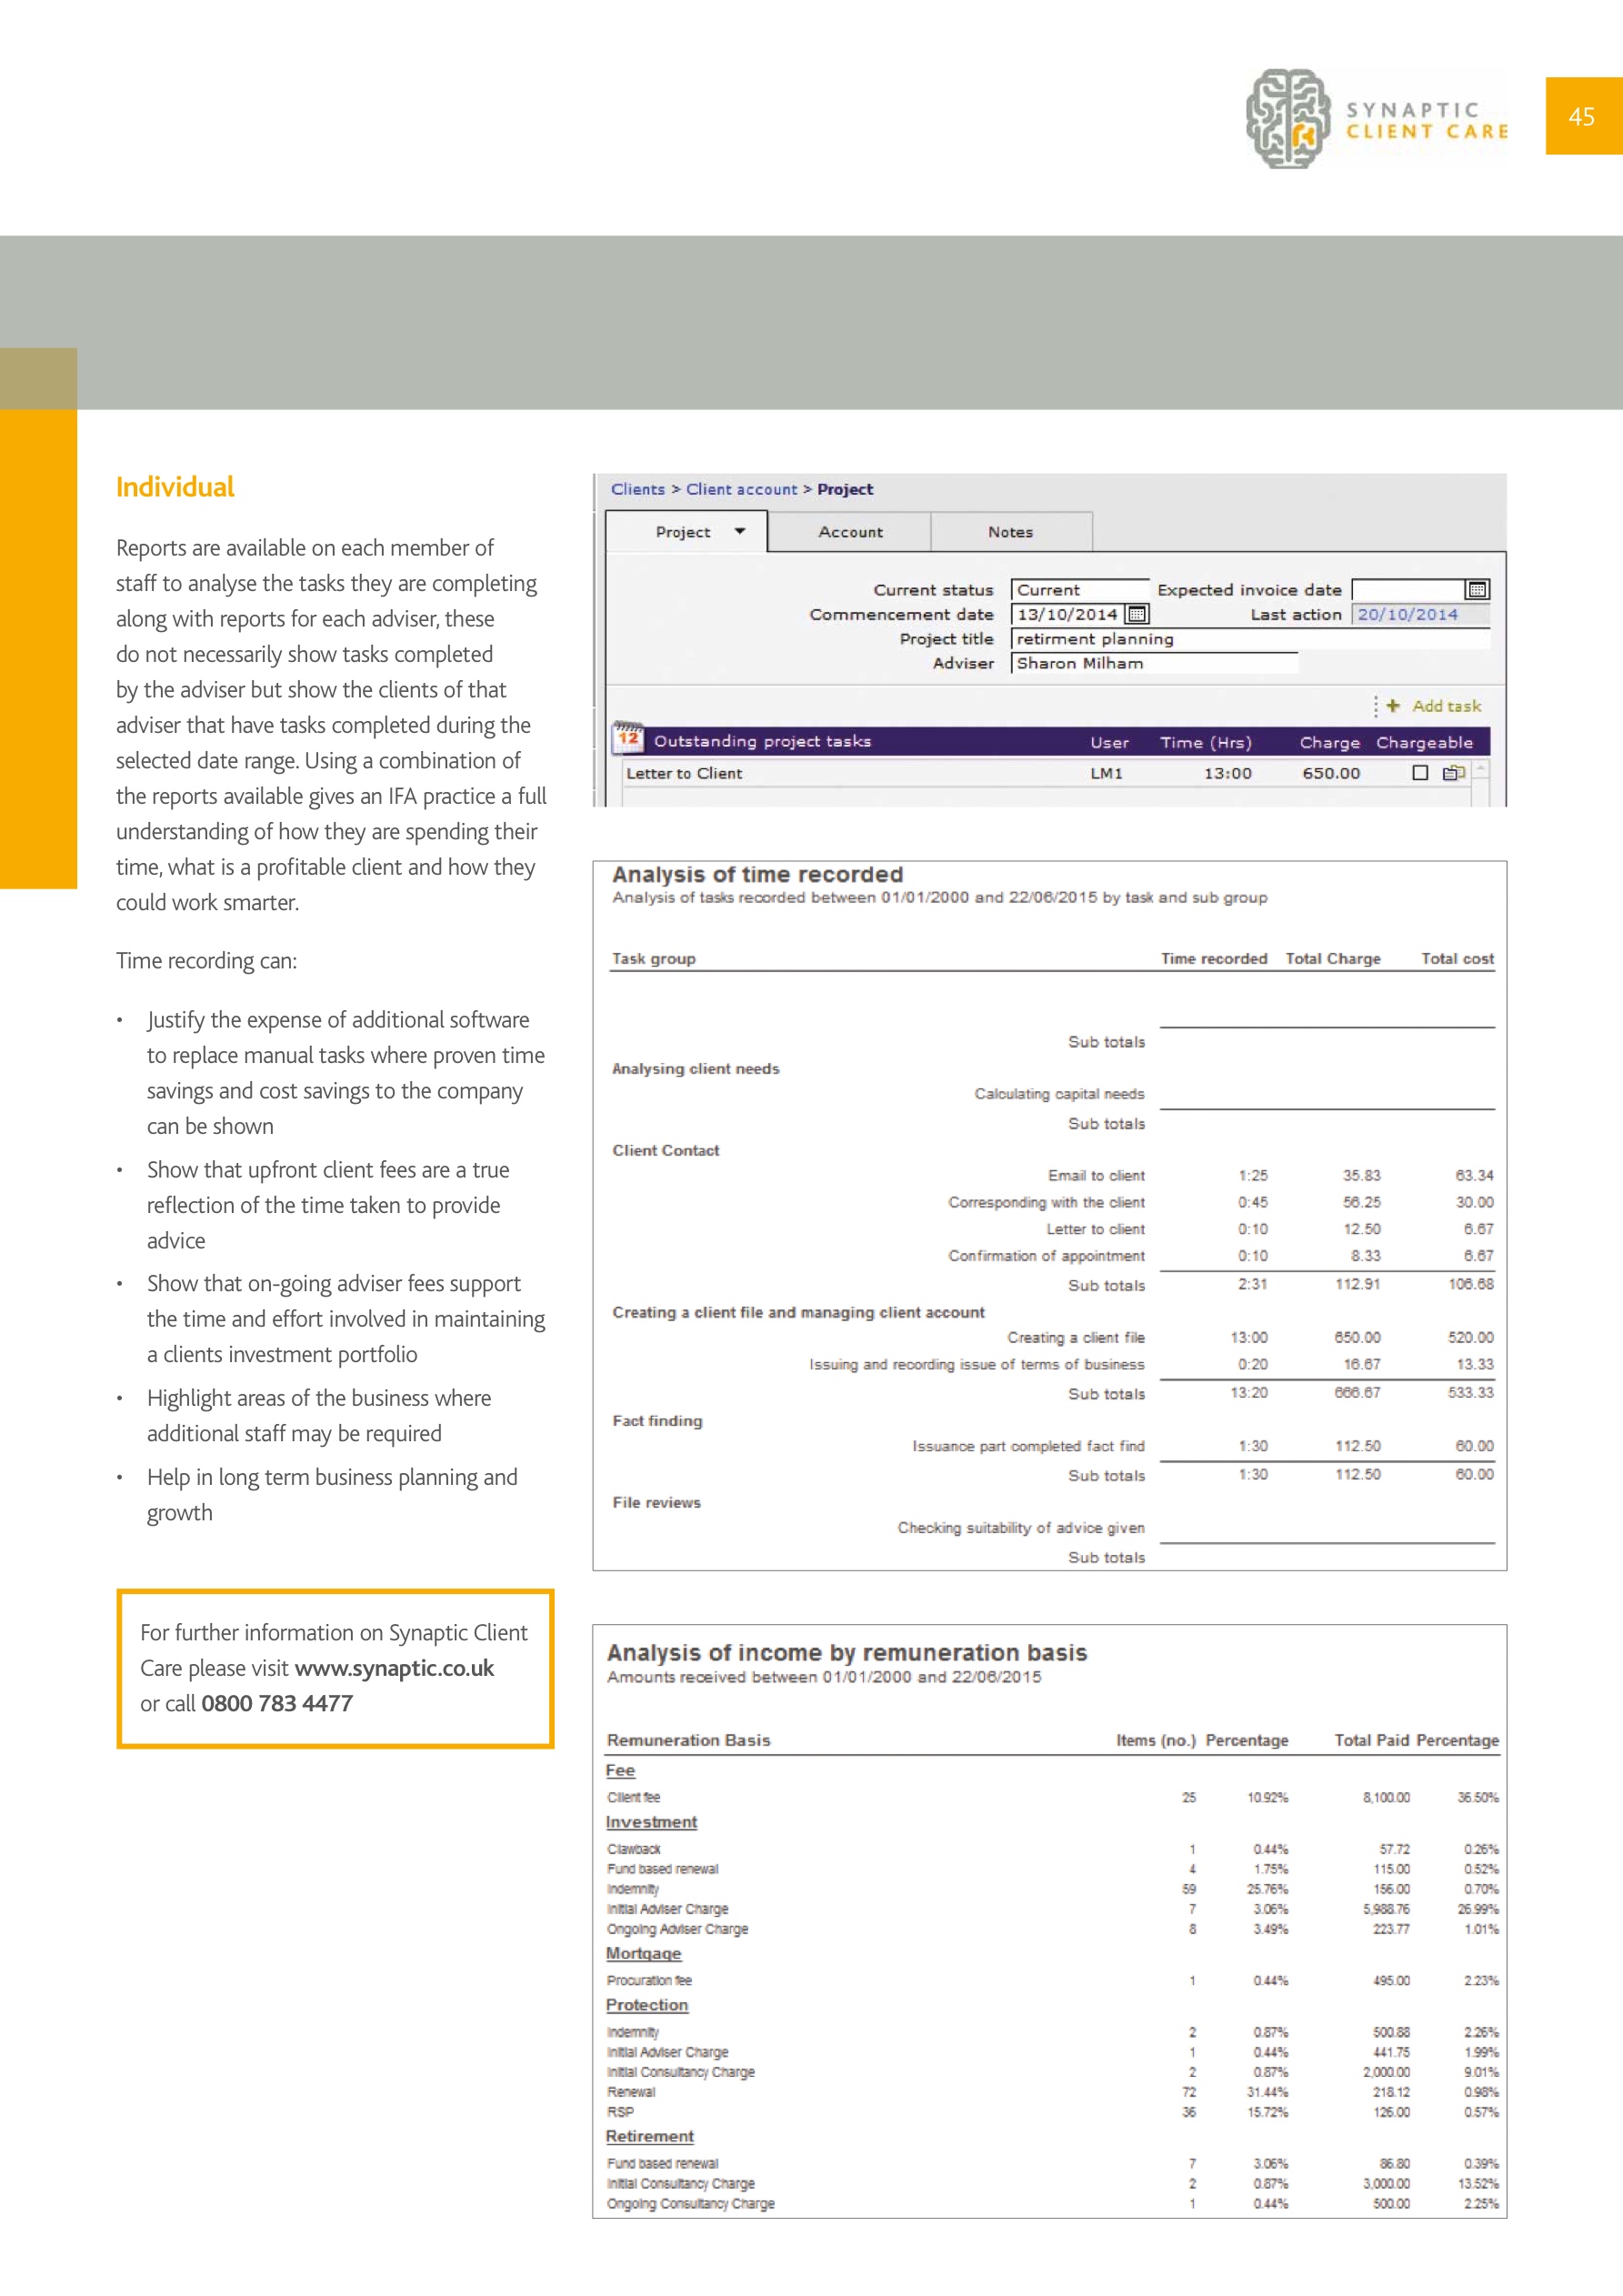 SYNAPTIC
CLIENT CARE
45
Individual
Reports are available on each member of
staff to analyse the tasks they are completing
along with reports for each adviser, these
do not necessarily show tasks completed
by the adviser but show the clients of that
adviser that have tasks completed during the
selected date range. Using a combination of
the reports available gives an IFA practice a full
understanding of how they are spending their
time, what is a profitable client and how they
could work smarter.
Time recording can:
• Justify the expense of additional software
to replace manual tasks where proven time
savings and cost savings to the company
can be shown
• Show that upfront client fees are a true
reflection of the time taken to provide
advice
• Show that on-going adviser fees support
the time and effort involved in maintaining
a clients investment portfolio
• Highlight areas of the business where
additional staff may be required
• Help in long term business planning and
growth
For further information on Synaptic Client
Care please visit www.synaptic.co.uk
or call 0800 783 4477
Clients > Client account > Project
Project Account Notes
Current status Current Expected invoice date
Commencement date 13/10/2014 Last action 20/10/2014
Project title retirment planning
Adviser Sharon Milham
+ Add task
12 Outstanding project tasks User Time (Hrs) Charge Chargeable
Letter to Client LM1 13:00 650.00
Analysis of time recorded
Analysis of tasks recorded between 01/01/2000 and 22/06/2015 by task and sub group
Task group Time recorded Total Charge Total cost
Sub totals
Analysing client needs
Calculating capital needs
Sub totals
Client Contact
Email to client 1:25 35.83 63.34
Corresponding with the client 0:45 56.25 30.00
Letter to client 0:10 12.50 6.67
Confirmation of appointment 0:10 8.33 6.67
Sub totals 2:31 112.91 106.68
Creating a client file and managing client account
Creating a client file 13:00 650.00 520.00
Issuing and recording issue of terms of business 0:20 16.67 13.33
Sub totals 13:20 666.67 533.33
Fact finding
Issuance part completed fact find 1:30 112.50 60.00
Sub totals 1:30 112.50 60.00
File reviews
Checking suitability of advice given
Sub totals
Analysis of income by remuneration basis
Amounts received between 01/01/2000 and 22/06/2015
Remuneration Basis Items (no.) Percentage Total Paid Percentage
Fee
Client fee 25 10.92% 8,100.00 36.50%
Investment
Clawback 1 0.44% 57.72 0.26%
Fund based renewal 4 1.75% 115.00 0.52%
Indemnity 59 25.76% 156.00 0.70%
Initial Adviser Charge 7 3.06% 5,988.76 26.99%
Ongoing Adviser Charge 8 3.49% 223.77 1.01%
Mortgage
Procuration fee 1 0.44% 495.00 2.23%
Protection
Indemnity 2 0.87% 500.88 2.26%
Initial Adviser Charge 1 0.44% 441.75 1.99%
Initial Consultancy Charge 2 0.87% 2,000.00 9.01%
Renewal 72 31.44% 218.12 0.98%
RSP 36 15.72% 126.00 0.57%
Retirement
Fund based renewal 7 3.06% 86.80 0.39%
Initial Consultancy Charge 2 0.87% 3,000.00 13.52%
Ongoing Consultancy Charge 1 0.44% 500.00 2.25%